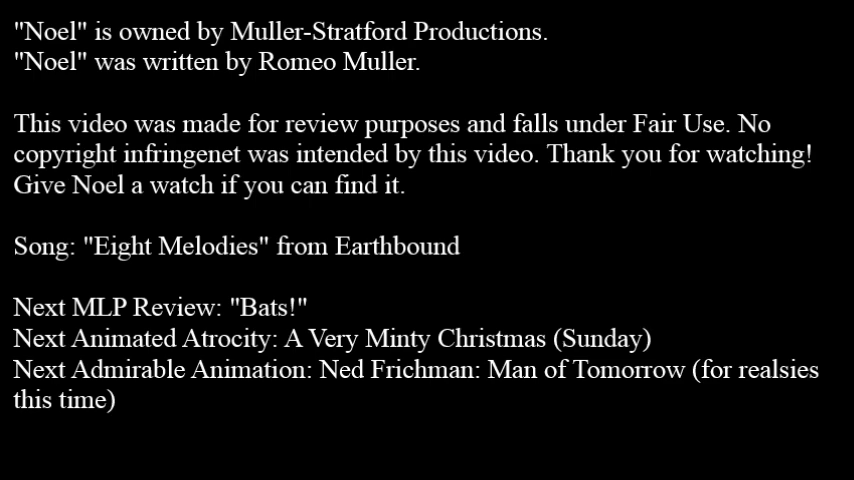 "Noel" is owned by Muller-Stratford Productions.
"Noel" was written by Romeo Muller.
This video was made for review purposes and falls under Fair Use. No
copyright infringenet was intended by this video. Thank you for watching!
Give Noel a watch if you can find it.
Song: "Eight Melodies" from Earthbound
Next MLP Review: "Bats!"
Next Animated Atrocity: A Very Minty Christmas (Sunday)
Next Admirable Animation: Ned Frichman: Man of Tomorrow (for realsies
this time)